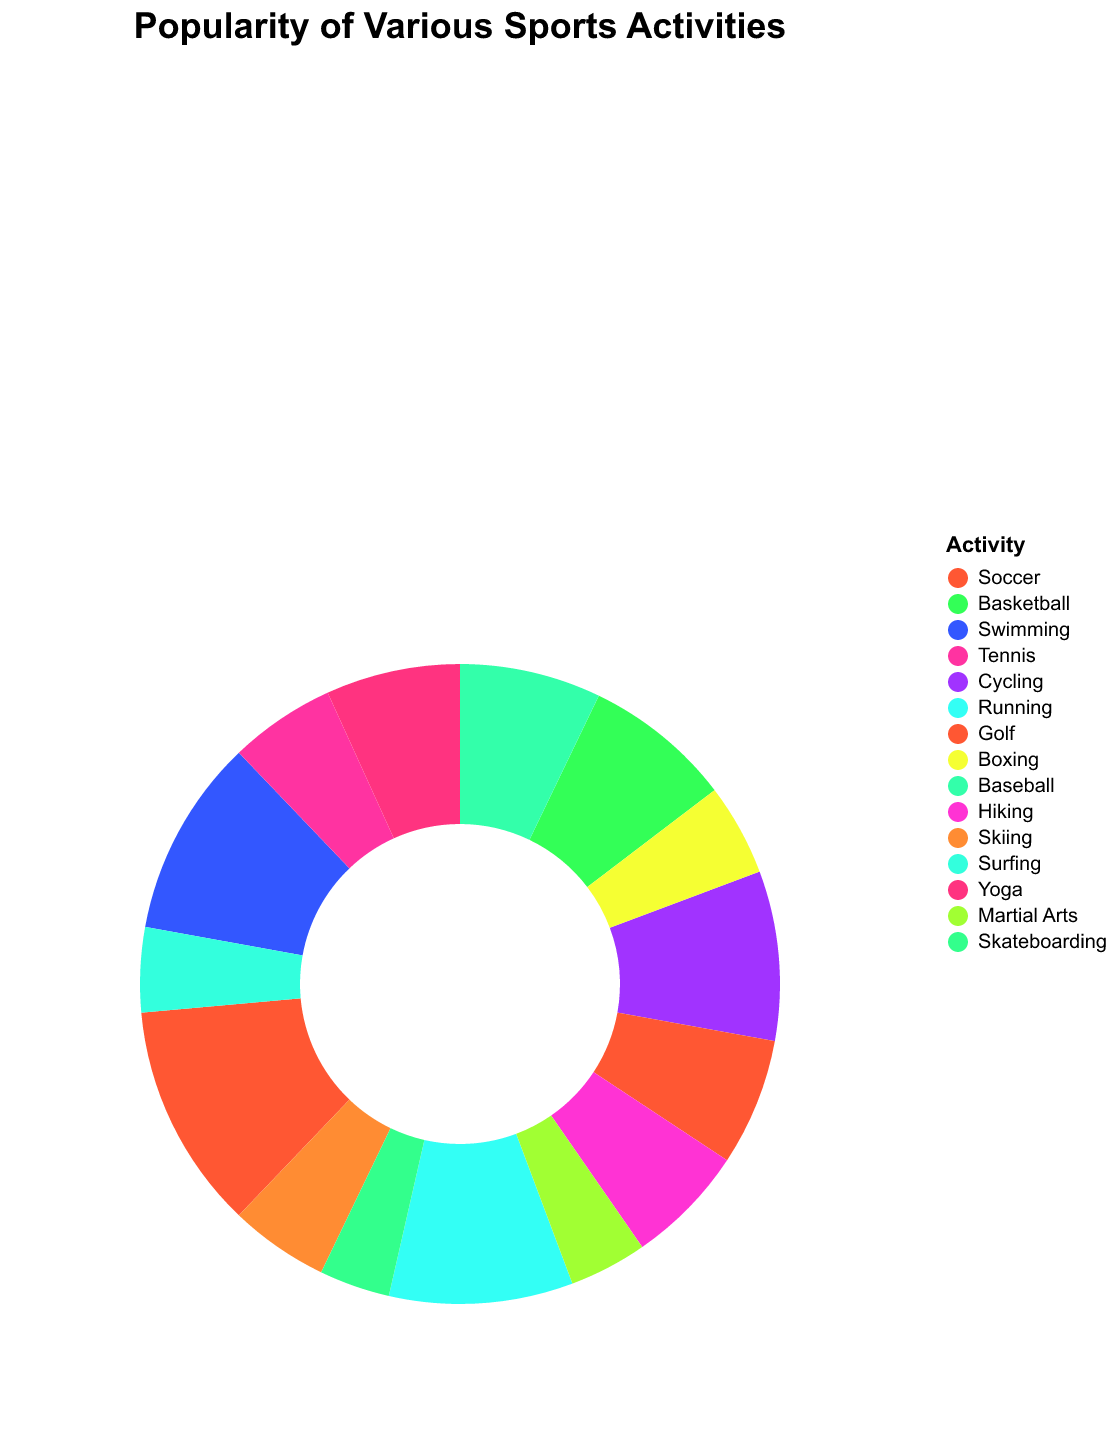 Popularity of Various Sports Activities
Activity
Soccer
Basketball
Swimming
Tennis
Cycling
Running
Golf
Boxing
Baseball
Hiking
Skiing
Surfing
Yoga
Martial Arts
Skateboarding